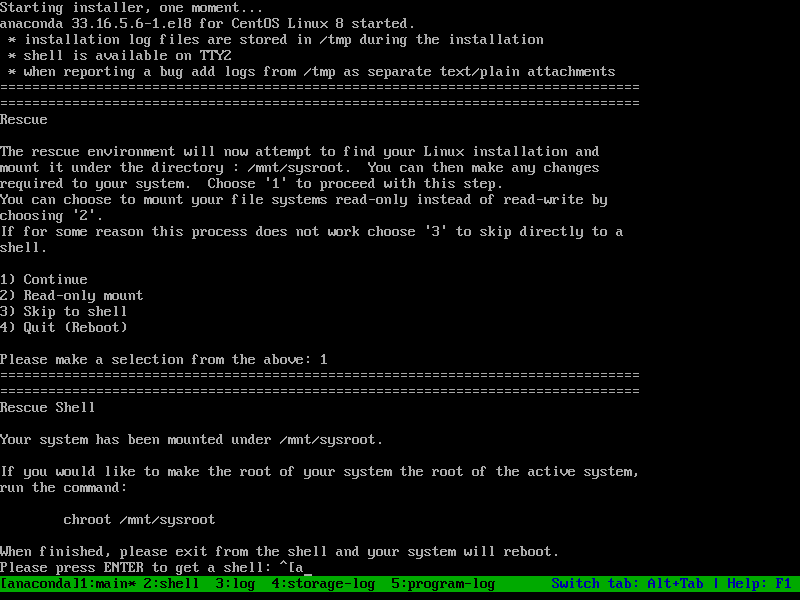 Starting installer, one moment...
anaconda 33.16.5.6-1.el8 for CentOS Linux 8 started.
 * installation log files are stored in /tmp during the installation
 * shell is available on TTY2
 * when reporting a bug add logs from /tmp as separate text/plain attachments
================================================================================
================================================================================
Rescue

The rescue environment will now attempt to find your Linux installation and
mount it under the directory : /mnt/sysroot.  You can then make any changes
required to your system.  Choose '1' to proceed with this step.
You can choose to mount your file systems read-only instead of read-write by
choosing '2'.
If for some reason this process does not work choose '3' to skip directly to a
shell.

1) Continue
2) Read-only mount
3) Skip to shell
4) Quit (Reboot)

Please make a selection from the above: 1
================================================================================
================================================================================
Rescue Shell

Your system has been mounted under /mnt/sysroot.

If you would like to make the root of your system the root of the active system,
run the command:

        chroot /mnt/sysroot

When finished, please exit from the shell and your system will reboot.
Please press ENTER to get a shell: ^[a_
[anaconda]1:main* 2:shell  3:log  4:storage-log  5:program-log       Switch tab: Alt+Tab | Help: F1